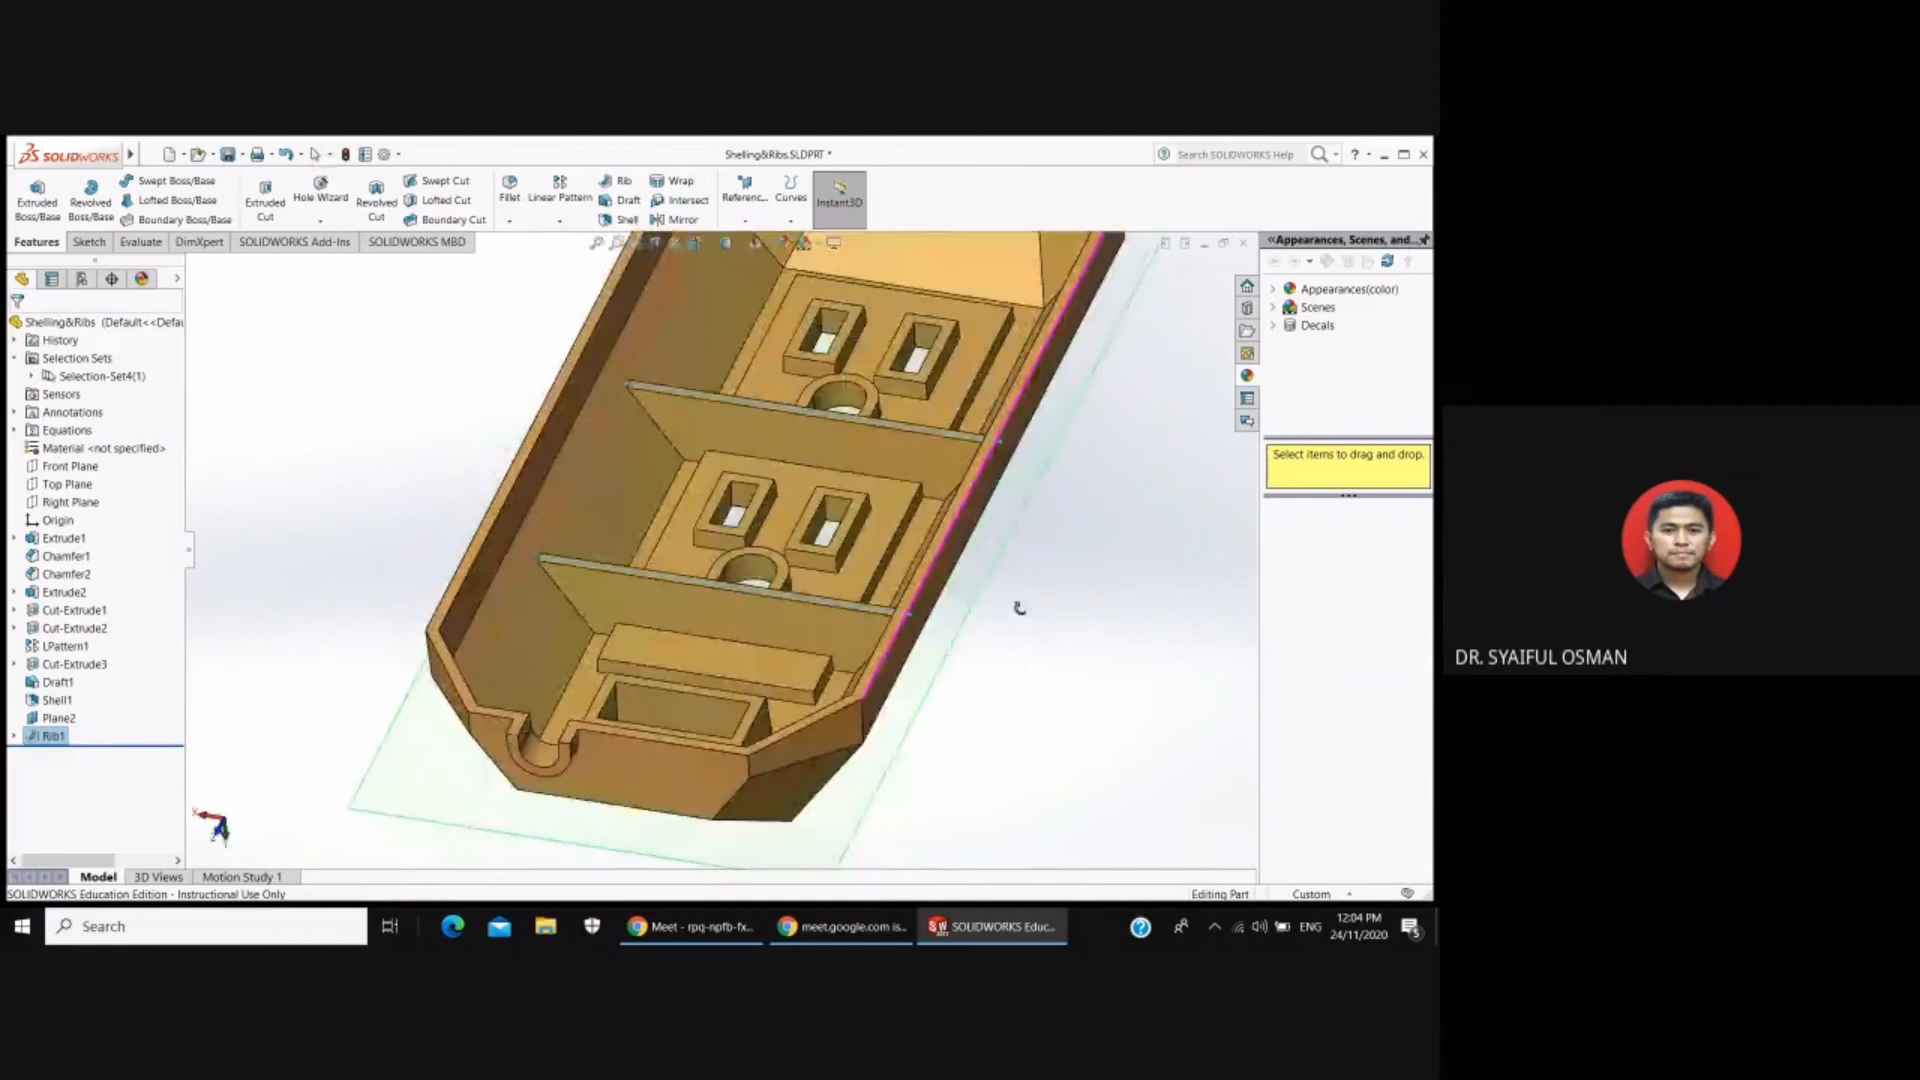 SOLIDWORKS
Shelling&Ribs.SLDPRT *
Search SOLIDWORKS Help
Extruded Boss/Base
Revolved Boss/Base
Swept Boss/Base
Lofted Boss/Base
Boundary Boss/Base
Extruded Cut
Hole Wizard
Revolved Cut
Swept Cut
Lofted Cut
Boundary Cut
Fillet
Linear Pattern
Rib
Draft
Shell
Wrap
Intersect
Mirror
Referenc...
Curves
Instant3D
Features
Sketch
Evaluate
DimXpert
SOLIDWORKS Add-Ins
SOLIDWORKS MBD
Shelling&Ribs (Default<<Defau
History
Selection Sets
Selection-Set4(1)
Sensors
Annotations
Equations
Material <not specified>
Front Plane
Top Plane
Right Plane
Origin
Extrude1
Chamfer1
Chamfer2
Extrude2
Cut-Extrude1
Cut-Extrude2
LPattern1
Cut-Extrude3
Draft1
Shell1
Plane2
Rib1
Appearances, Scenes, and...
Appearances(color)
Scenes
Decals
Select items to drag and drop.
DR. SYAIFUL OSMAN
Model
3D Views
Motion Study 1
SOLIDWORKS Education Edition - Instructional Use Only
Editing Part
Custom
Search
Meet - rpq-npfb-fx...
meet.google.com is...
SOLIDWORKS Educ...
ENG
12:04 PM
24/11/2020
5